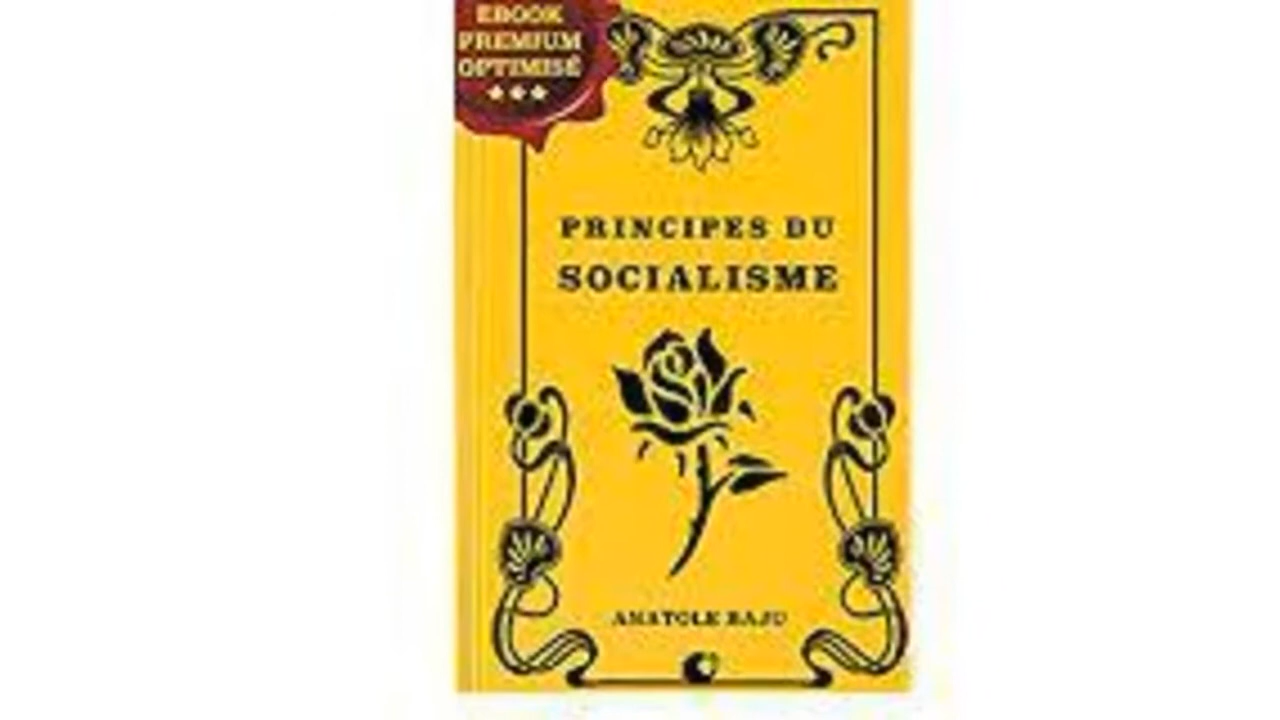 EBOOK
PREMIUM
OPTIMISÉ
PRINCIPES DU
SOCIALISME
ANATOLE BAJU